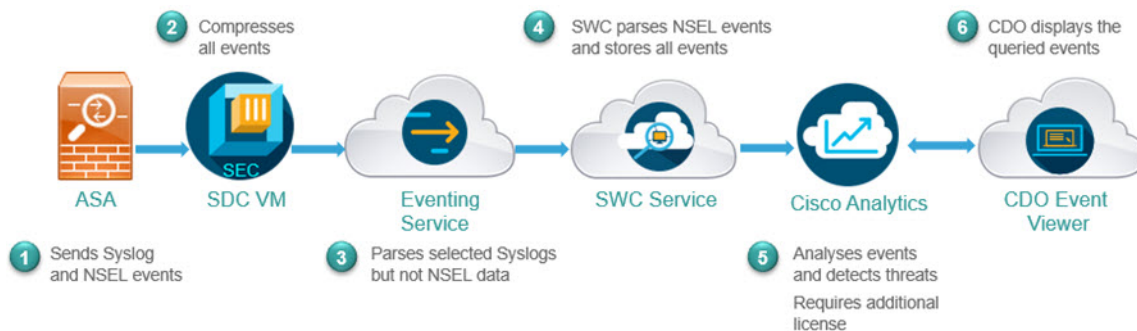 2 Compresses
all events
4 SWC parses NSEL events
and stores all events
6 CDO displays the
queried events
SEC
ASA
SDC VM
Eventing
Service
SWC Service
Cisco Analytics
CDO Event
Viewer
1 Sends Syslog
and NSEL events
3 Parses selected Syslogs
but not NSEL data
5 Analyses events
and detects threats
Requires additional
license